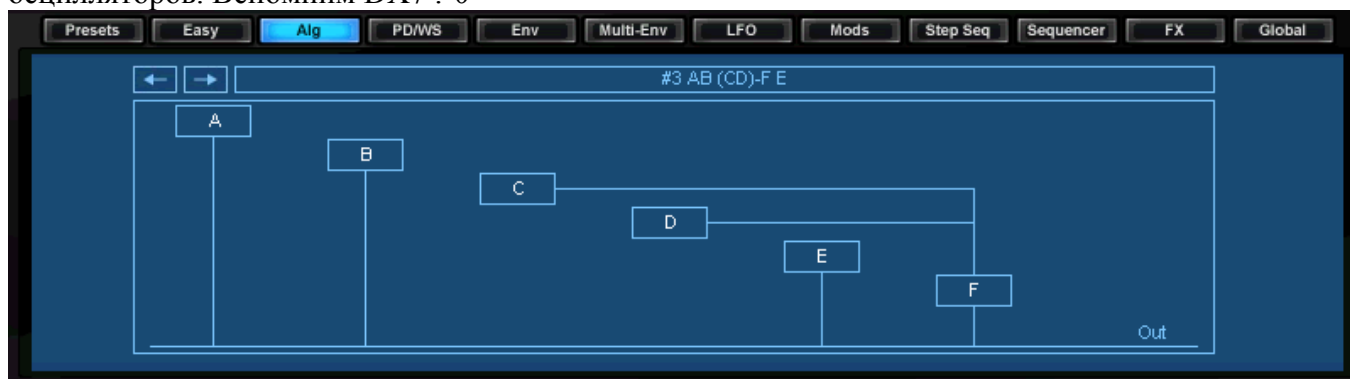 осцилляторов. Вспомним DX7 : 6
Presets Easy Alg PD/WS Env Multi-Env LFO Mods Step Seq Sequencer FX Global
#3 AB (CD)-F E
A
B
C
D
E
F
Out